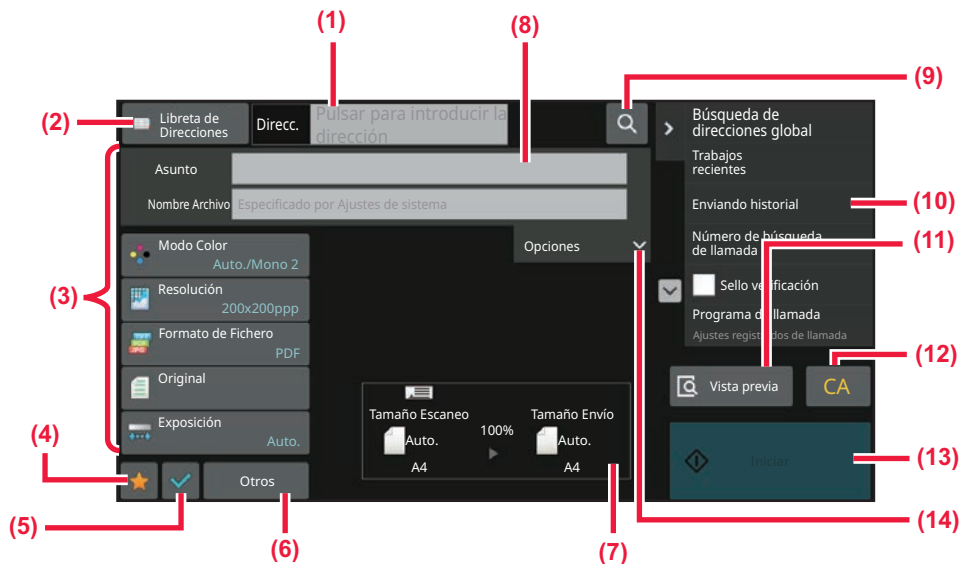 (1)
(8)
(9)
(2)
Libreta de
Direcciones
Direcc.
Pulsar para introducir la
dirección
Búsqueda de
direcciones global
Trabajos
recientes
Asunto
Nombre Archivo
Especificado por Ajustes de sistema
Enviando historial
(10)
Opciones
Número de búsqueda
de llamada
(11)
(3)
Modo Color
Auto./Mono 2
Resolución
200x200ppp
Formato de Fichero
PDF
Original
Exposición
Auto.
Sello verificación
Programa de llamada
Ajustes registrados de llamada
(12)
Vista previa
CA
Tamaño Escaneo
Auto.
A4
100%
Tamaño Envío
Auto.
A4
Iniciar
(13)
(4)
Otros
(5)
(6)
(7)
(14)